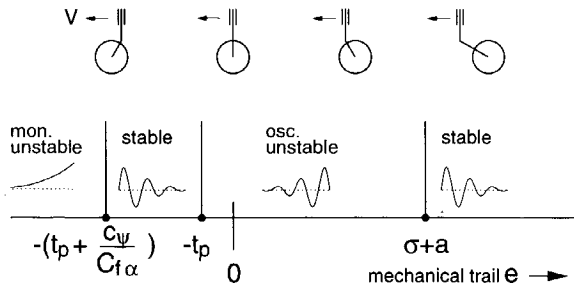 V
mon.
unstable
stable
osc.
unstable
stable
-(tp + cψ/Cfα)
-tp
0
σ+a
mechanical trail e